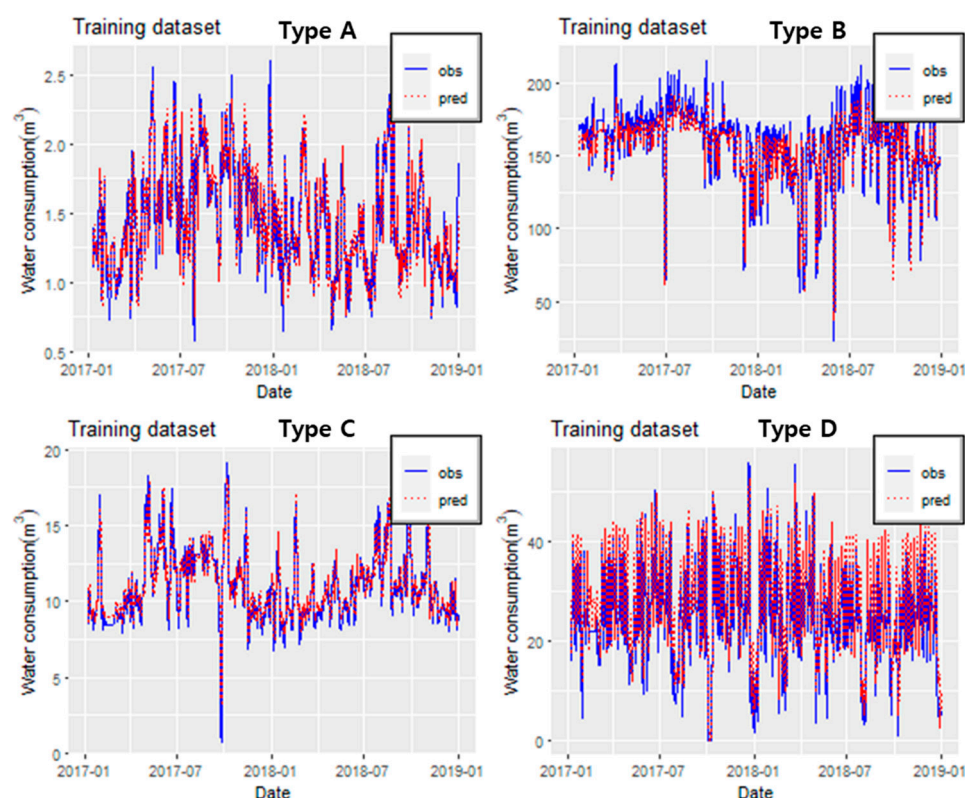 Training dataset Type A
obs
pred
Water consumption(m³)
2.5
2.0
1.5
1.0
0.5
2017-01 2017-07 2018-01 2018-07 2019-01
Date
Training dataset Type B
obs
pred
Water consumption(m³)
200
150
100
50
2017-01 2017-07 2018-01 2018-07 2019-01
Date
Training dataset Type C
obs
pred
Water consumption(m³)
20
15
10
5
0
2017-01 2017-07 2018-01 2018-07 2019-01
Date
Training dataset Type D
obs
pred
Water consumption(m³)
40
20
0
2017-01 2017-07 2018-01 2018-07 2019-01
Date